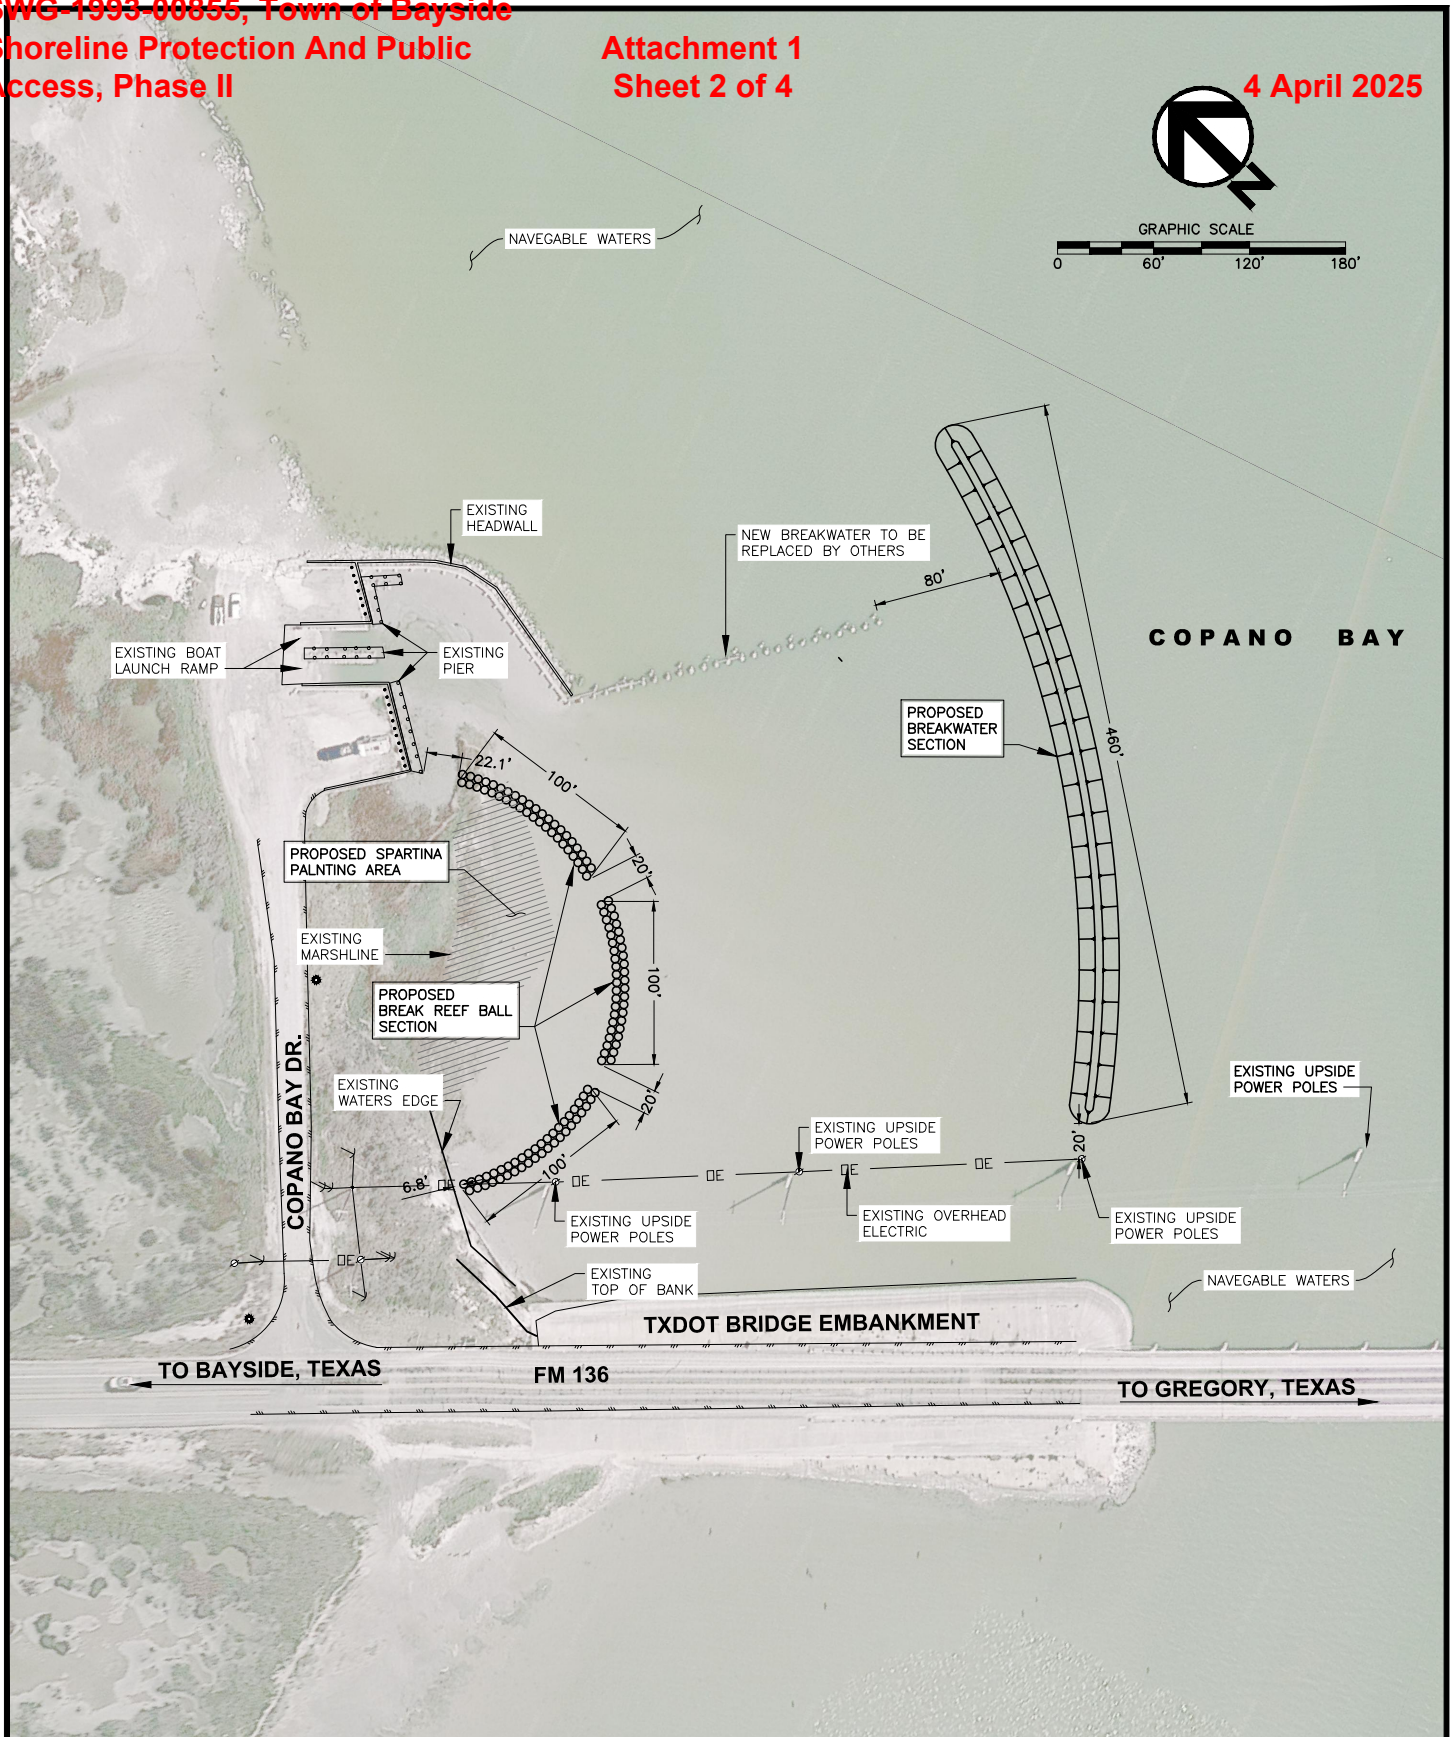 SWG-1993-00855, Town of Bayside
Shoreline Protection And Public
Access, Phase II
Attachment 1
Sheet 2 of 4
4 April 2025
N
GRAPHIC SCALE
0 60' 120' 180'
NAVEGABLE WATERS
EXISTING
HEADWALL
NEW BREAKWATER TO BE
REPLACED BY OTHERS
80'
COPANO BAY
EXISTING BOAT
LAUNCH RAMP
EXISTING
PIER
PROPOSED
BREAKWATER
SECTION
460'
22.1'
100'
20'
PROPOSED SPARTINA
PALNTING AREA
EXISTING
MARSHLINE
100'
PROPOSED
BREAK REEF BALL
SECTION
COPANO BAY DR.
EXISTING
WATERS EDGE
20'
EXISTING UPSIDE
POWER POLES
EXISTING UPSIDE
POWER POLES
20'
100'
6.8'
OE
OE
OE
OE
OE
OE
EXISTING UPSIDE
POWER POLES
EXISTING OVERHEAD
ELECTRIC
EXISTING UPSIDE
POWER POLES
EXISTING
TOP OF BANK
NAVEGABLE WATERS
TXDOT BRIDGE EMBANKMENT
TO BAYSIDE, TEXAS
FM 136
TO GREGORY, TEXAS